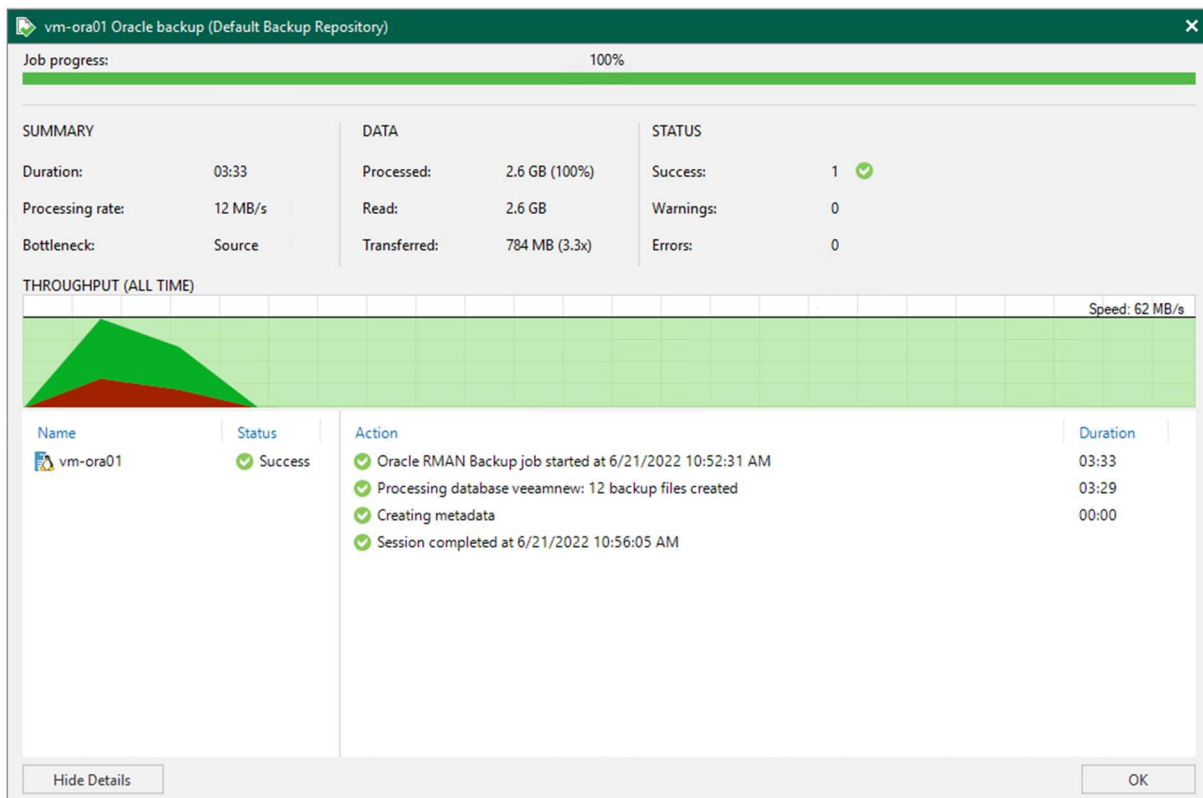 vm-ora01 Oracle backup (Default Backup Repository)
Job progress: 100%
SUMMARY DATA STATUS
Duration: 03:33 Processed: 2.6 GB (100%) Success: 1
Processing rate: 12 MB/s Read: 2.6 GB Warnings: 0
Bottleneck: Source Transferred: 784 MB (3.3x) Errors: 0
THROUGHPUT (ALL TIME)
Speed: 62 MB/s
Name Status Action Duration
vm-ora01 Success Oracle RMAN Backup job started at 6/21/2022 10:52:31 AM 03:33
Processing database veeamnew: 12 backup files created 03:29
Creating metadata 00:00
Session completed at 6/21/2022 10:56:05 AM
Hide Details OK